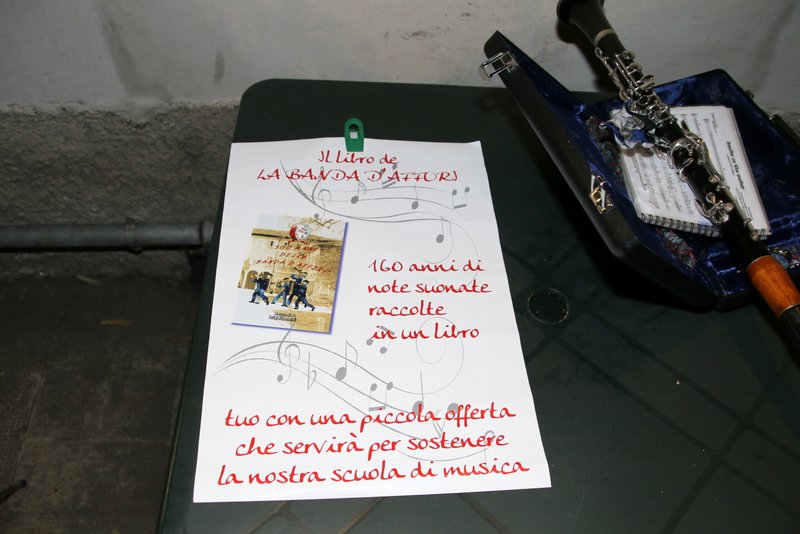 Il libro de
LA BANDA D'AFFORI
160 anni di
note suonate
raccolte
in un libro
tuo con una piccola offerta
che servirà per sostenere
la nostra scuola di musica